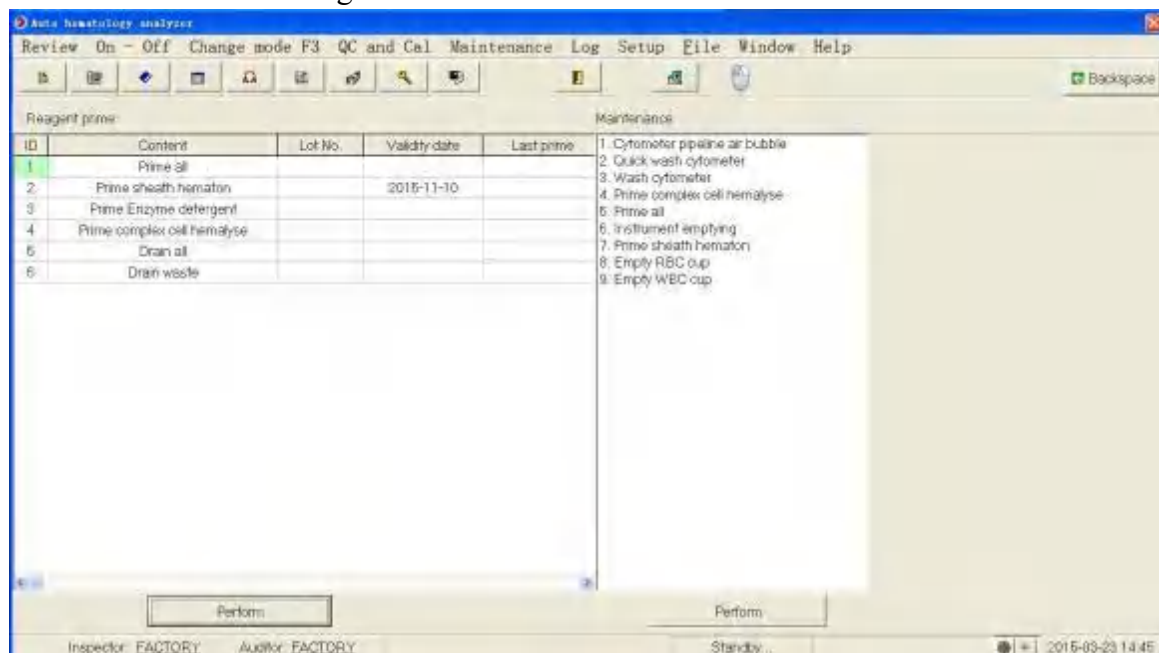 Auto hematology analyzer
Review On - Off Change mode F3 QC and Cal Maintenance Log Setup File Window Help
Backspace
Reagent prime
ID Content Lot No. Validity date Last prime
1 Prime all
2 Prime sheath hematon 2015-11-10
3 Prime Enzyme detergent
4 Prime complex cell hemalyse
5 Drain all
6 Drain waste
Maintenance
1. Cytometer pipeline air bubble
2. Quick wash cytometer
3. Wash cytometer
4. Prime complex cell hemalyse
5. Prime all
6. Instrument emptying
7. Prime sheath hematon
8. Empty RBC cup
9. Empty WBC cup
Perform
Perform
Inspector: FACTORY Auditor: FACTORY Standby... 2015-03-23 14:45